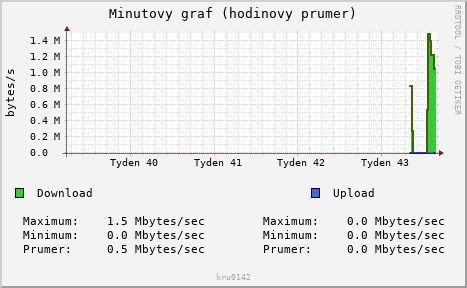 Minutovy graf (hodinovy prumer)
RRDTOOL / TOBI OETIKER
bytes/s
1.4 M
1.2 M
1.0 M
0.8 M
0.6 M
0.4 M
0.2 M
0.0
Tyden 40 Tyden 41 Tyden 42 Tyden 43
Download Upload
Maximum: 1.5 Mbytes/sec Maximum: 0.0 Mbytes/sec
Minimum: 0.0 Mbytes/sec Minimum: 0.0 Mbytes/sec
Prumer: 0.5 Mbytes/sec Prumer: 0.0 Mbytes/sec
kru0142